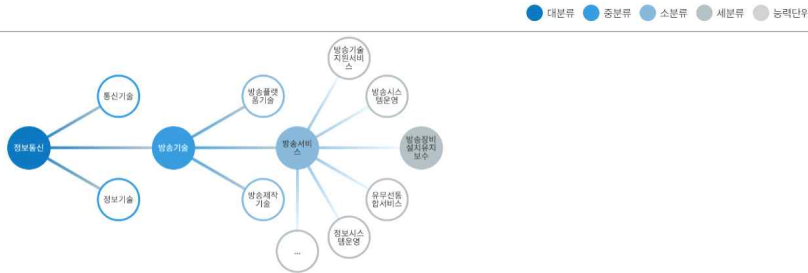 대분류 중분류 소분류 세분류 능력단위
방송기술
지원서비
스
통신기술
방송플랫
폼기술
방송시스
템운영
정보통신
방송기술
방송서비
스
방송장비
설치유지
보수
정보기술
방송제작
기술
유무선통
합서비스
정보시스
템운영
...